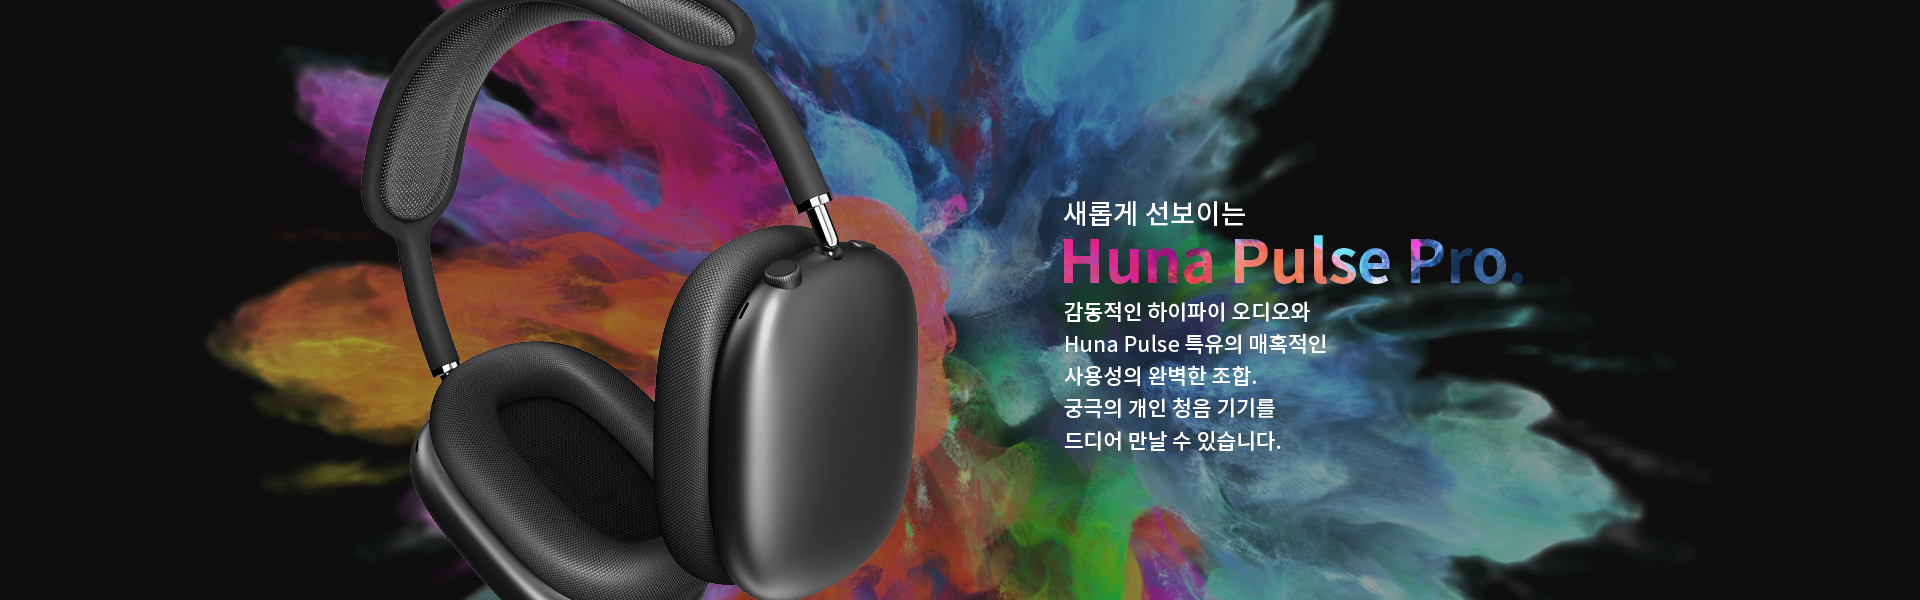 새롭게 선보이는
Huna Pulse Pro.
감동적인 하이파이 오디오와
Huna Pulse 특유의 매혹적인
사용성의 완벽한 조합.
궁극의 개인 청음 기기를
드디어 만날 수 있습니다.